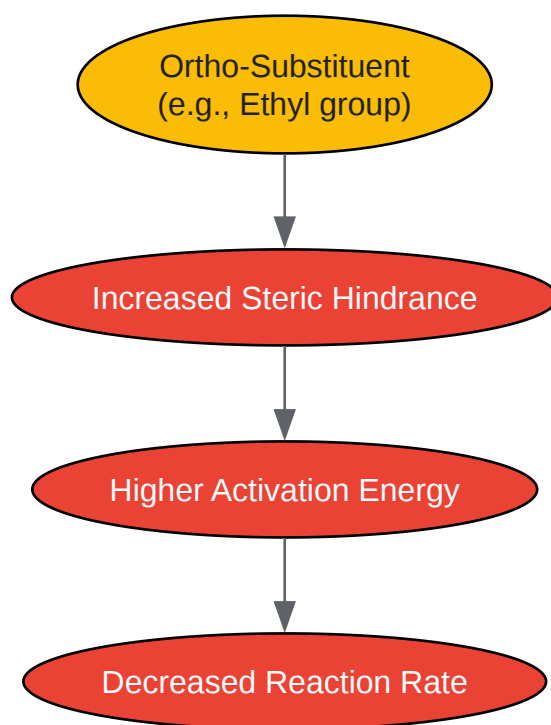 Ortho-Substituent
(e.g., Ethyl group)
Increased Steric Hindrance
Higher Activation Energy
Decreased Reaction Rate